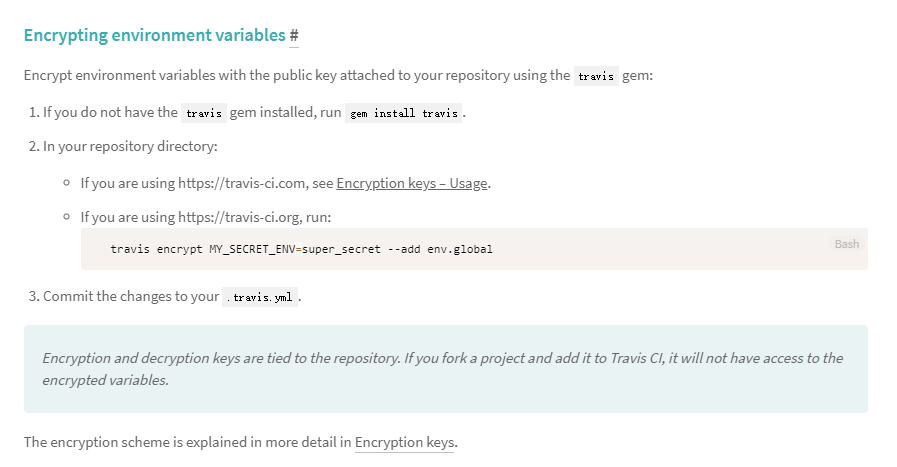 Encrypting environment variables #
Encrypt environment variables with the public key attached to your repository using the travis gem:
1. If you do not have the travis gem installed, run gem install travis.
2. In your repository directory:
If you are using https://travis-ci.com, see Encryption keys – Usage.
If you are using https://travis-ci.org, run:
travis encrypt MY_SECRET_ENV=super_secret --add env.global
Bash
3. Commit the changes to your .travis.yml.
Encryption and decryption keys are tied to the repository. If you fork a project and add it to Travis CI, it will not have access to the
encrypted variables.
The encryption scheme is explained in more detail in Encryption keys.